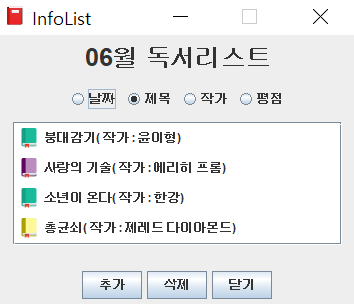 InfoList
06월 독서리스트
날짜 제목 작가 평점
붕대감기( 작가 : 윤이형)
사랑의 기술( 작가 : 에리히 프롬)
소년이 온다( 작가 : 한강)
총균쇠( 작가 : 제레드 다이아몬드)
추가 삭제 닫기